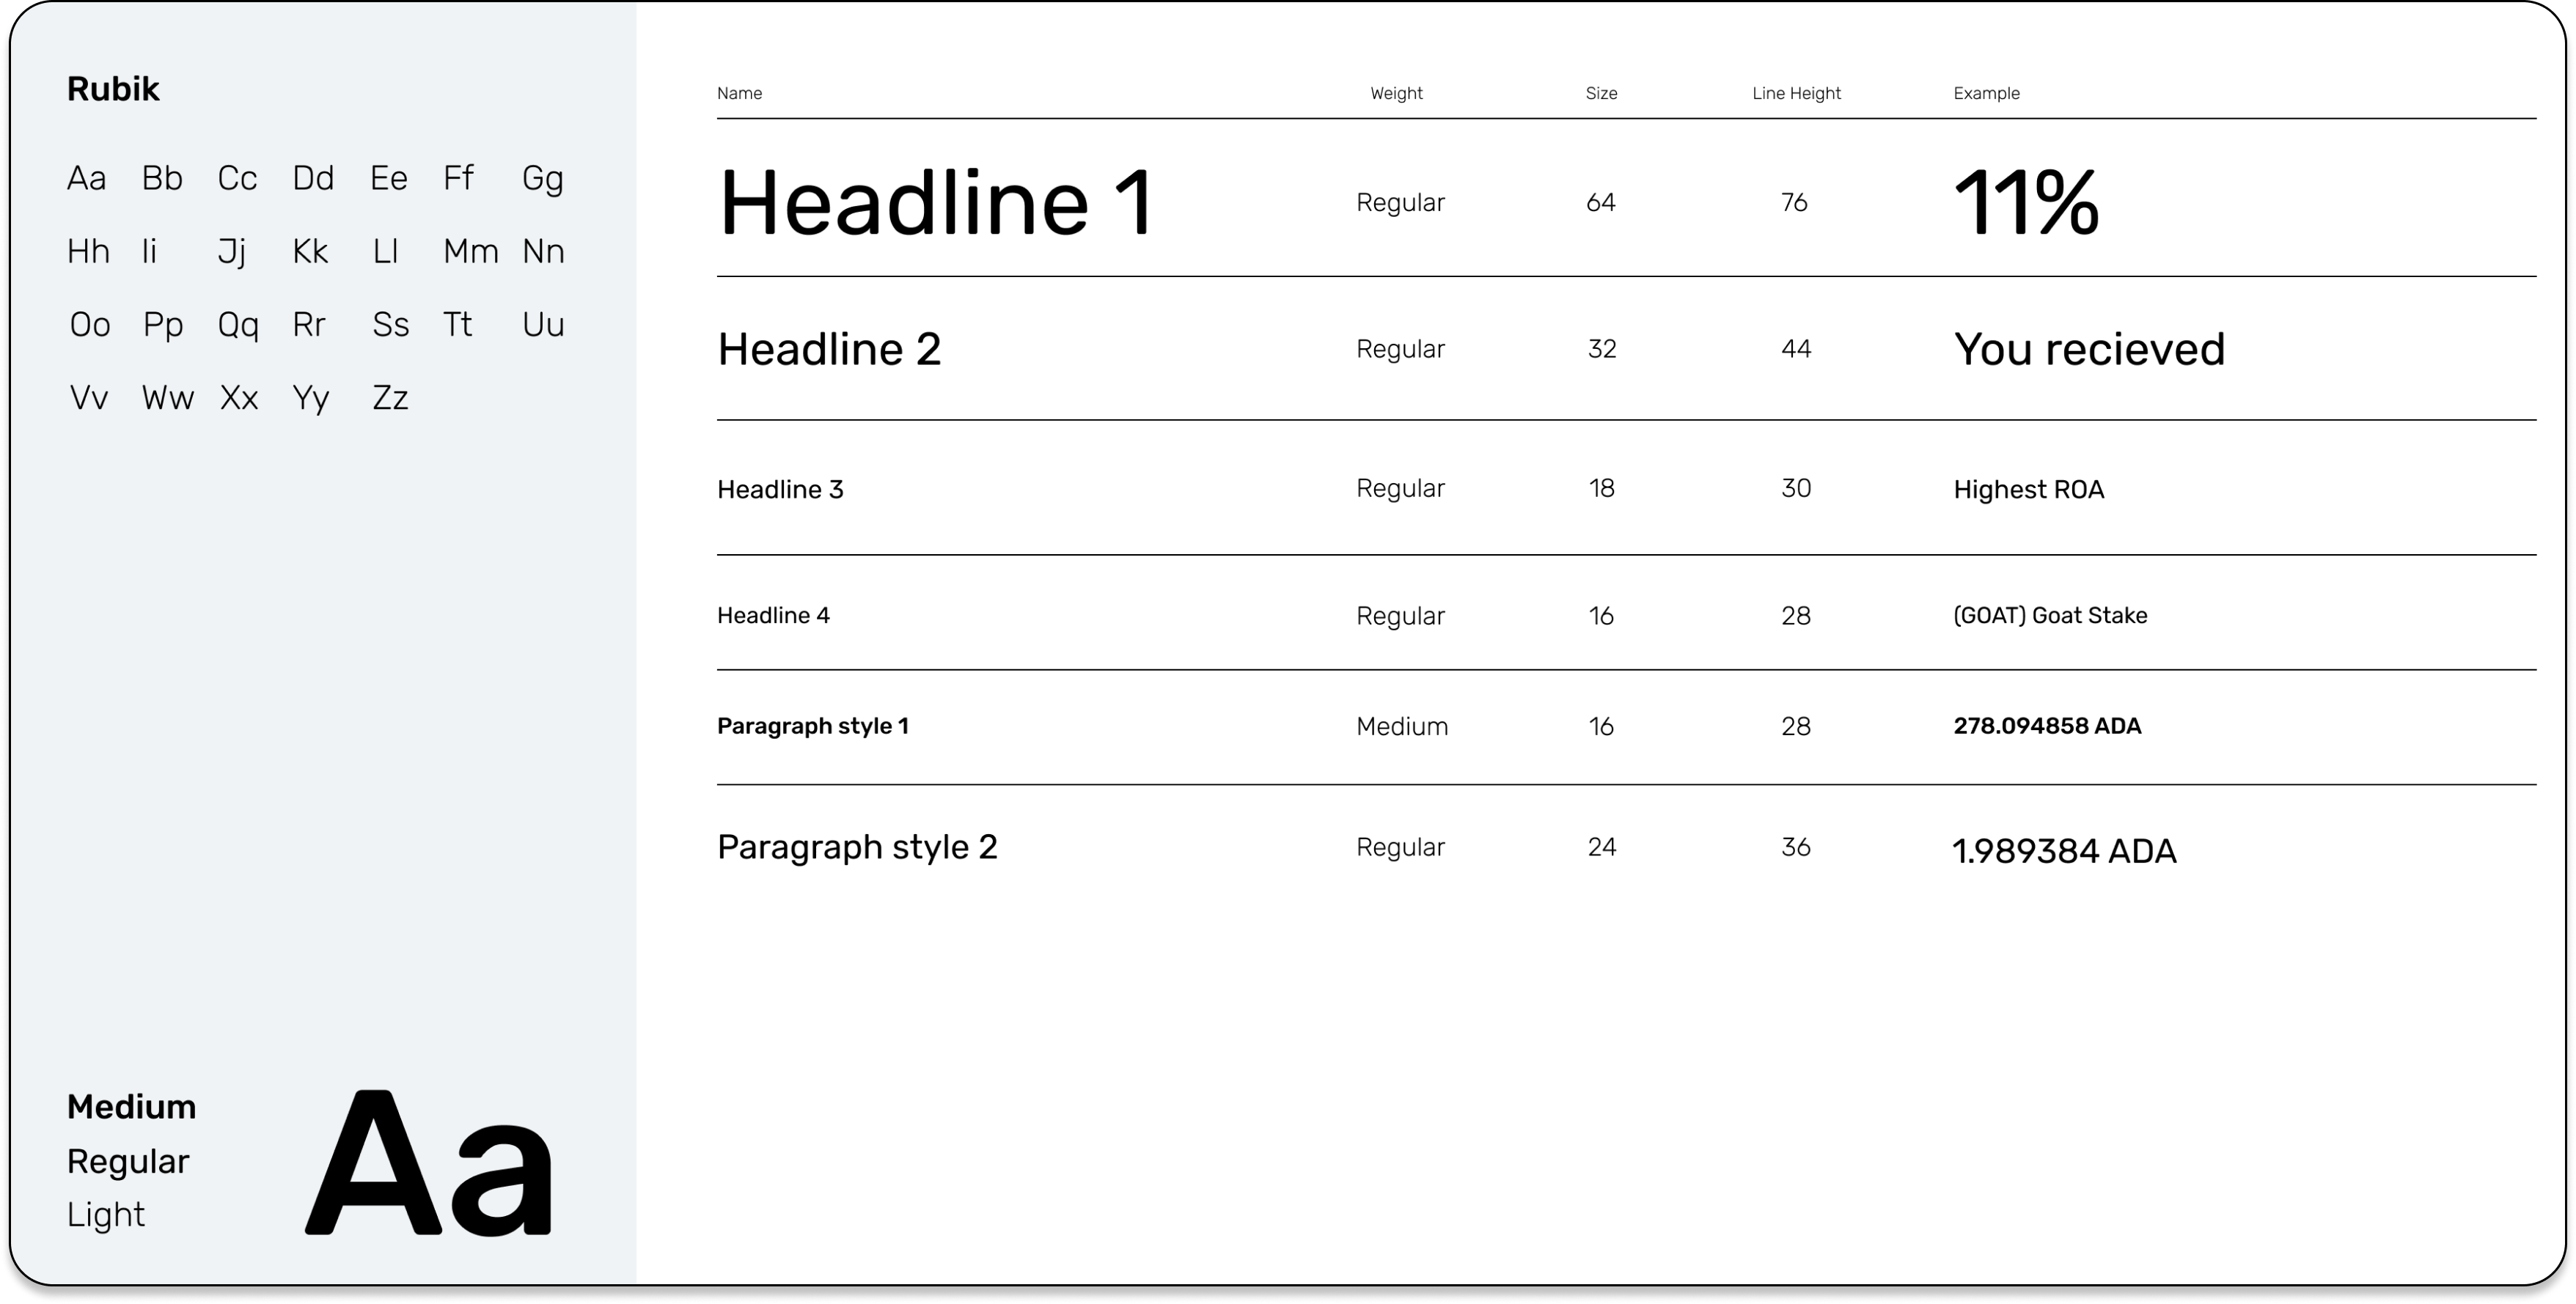 Rubik
Aa Bb Cc Dd Ee Ff Gg
Hh Ii Jj Kk Ll Mm Nn
Oo Pp Qq Rr Ss Tt Uu
Vv Ww Xx Yy Zz
Medium
Regular
Light
Aa
Name Weight Size Line Height Example
Headline 1 Regular 64 76 11%
Headline 2 Regular 32 44 You recieved
Headline 3 Regular 18 30 Highest ROA
Headline 4 Regular 16 28 (GOAT) Goat Stake
Paragraph style 1 Medium 16 28 278.094858 ADA
Paragraph style 2 Regular 24 36 1.989384 ADA